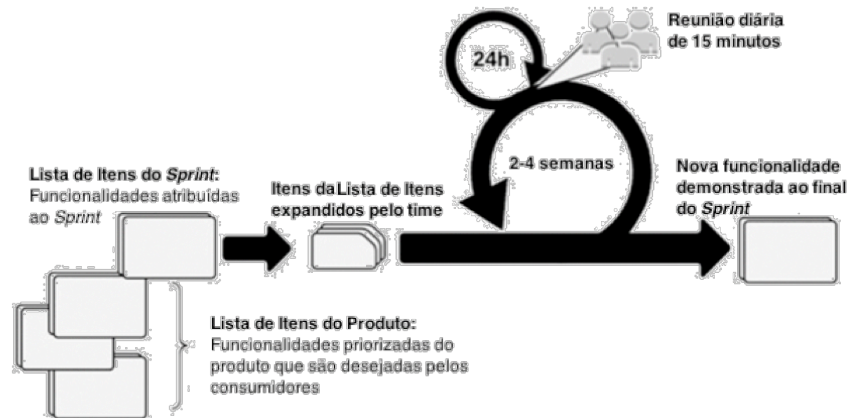 Reunião diária
de 15 minutos
24h
2-4 semanas
Lista de Itens do Sprint:
Funcionalidades atribuídas
ao Sprint
Itens da Lista de Itens
expandidos pelo time
Nova funcionalidade
demonstrada ao final
do Sprint
Lista de Itens do Produto:
Funcionalidades priorizadas do
produto que são desejadas pelos
consumidores